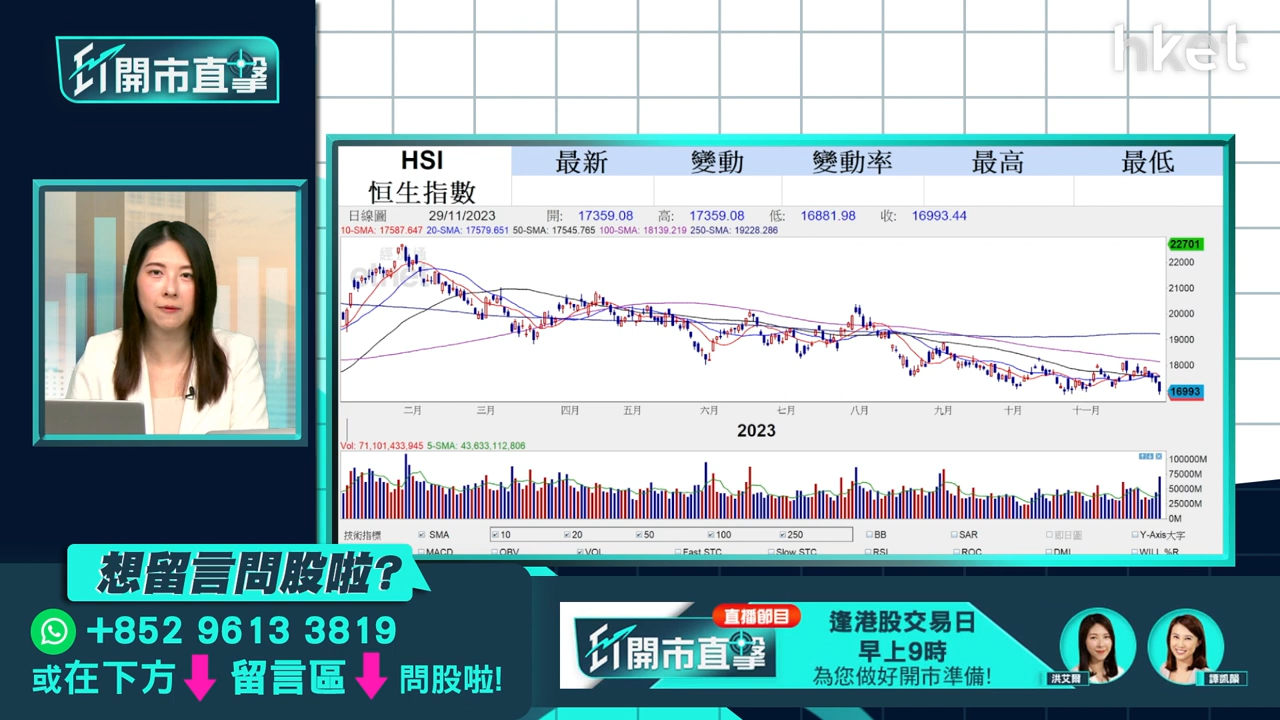 ET開市直擊
hket
HSI
恒生指數
最新 變動 變動率 最高 最低
日線圖 29/11/2023 開: 17359.08 高: 17359.08 低: 16881.98 收: 16993.44
10-SMA: 17587.647 20-SMA: 17579.651 50-SMA: 17545.765 100-SMA: 18139.219 250-SMA: 19228.286
22701
22000
21000
20000
19000
18000
16993
二月 三月 四月 五月 六月 七月 八月 九月 十月 十一月
2023
Vol: 71,101,433,945 5-SMA: 43,633,112,806
100000M
75000M
50000M
25000M
0M
技術指標 SMA 10 20 50 100 250 BB SAR 即日圖 Y-Axis大字
MACD OBV VOL Fast STC Slow STC RSI ROC DMI WILL %R
想留言問股啦?
+852 9613 3819
或在下方 留言區 問股啦!
直播節目
ET開市直擊
逢港股交易日
早上9時
為您做好開市準備!
洪艾爾
譚凱韻